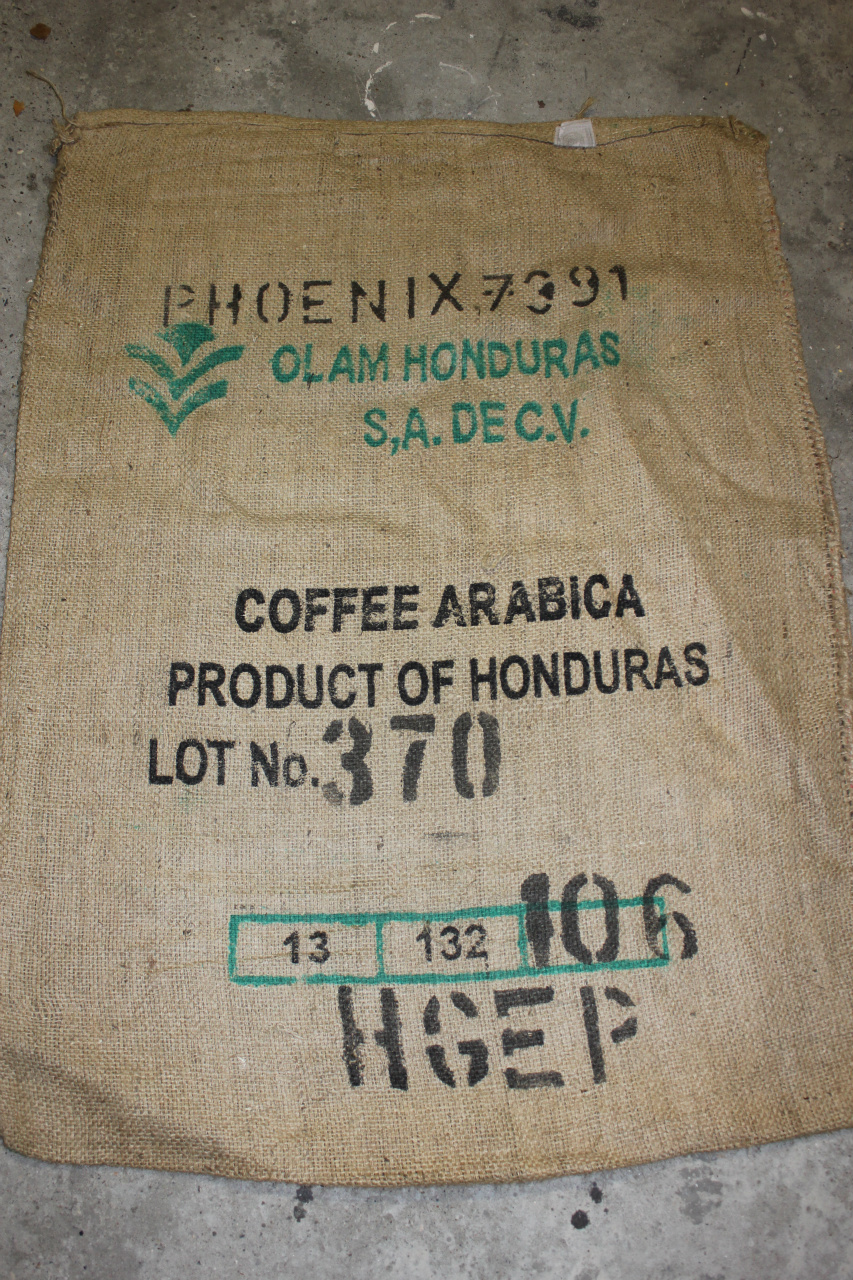 PHOENIX,7391
OLAM HONDURAS
S,A. DE C.V.
COFFEE ARABICA
PRODUCT OF HONDURAS
LOT No. 370
13 132 106
HGEP